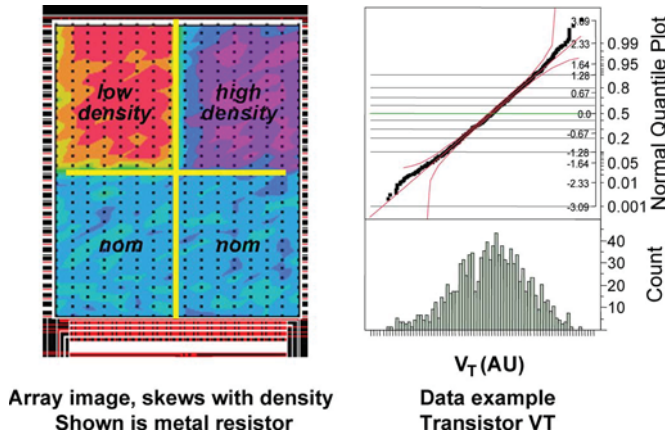 low
density
high
density
nom
nom
3.09
2.33
1.64
1.28
0.67
0.0
-0.67
-1.28
-1.64
-2.33
-3.09
0.99
0.95
0.8
0.5
0.2
0.05
0.01
0.001
Normal Quantile Plot
40
30
20
10
Count
VT (AU)
Array image, skews with density
Shown is metal resistor
Data example
Transistor VT